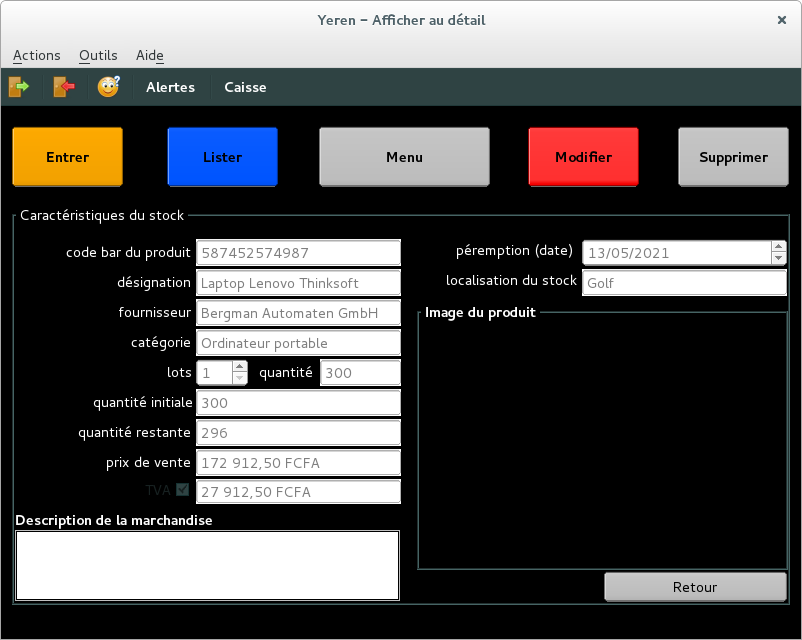 Yeren – Afficher au détail
Actions Outils Aide
Alertes Caisse
Entrer Lister Menu Modifier Supprimer
Caractéristiques du stock
code bar du produit 587452574987
désignation Laptop Lenovo Thinksoft
fournisseur Bergman Automaten GmbH
catégorie Ordinateur portable
lots 1 quantité 300
quantité initiale 300
quantité restante 296
prix de vente 172 912,50 FCFA
TVA 27 912,50 FCFA
Description de la marchandise
péremption (date) 13/05/2021
localisation du stock Golf
Image du produit
Retour